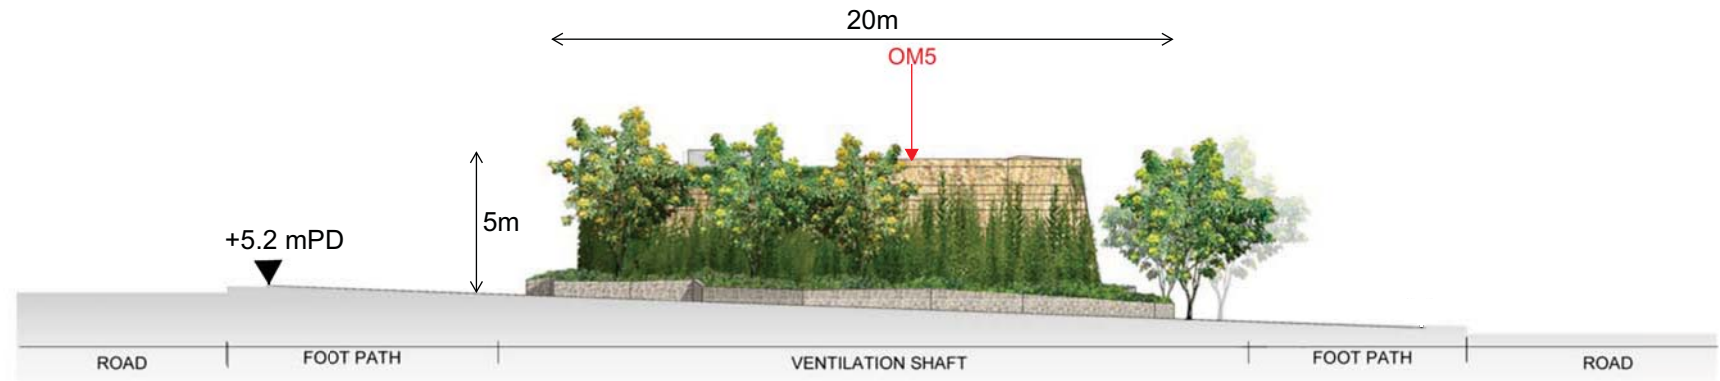 20m
OM5
5m
+5.2 mPD
ROAD
FOOT PATH
VENTILATION SHAFT
FOOT PATH
ROAD